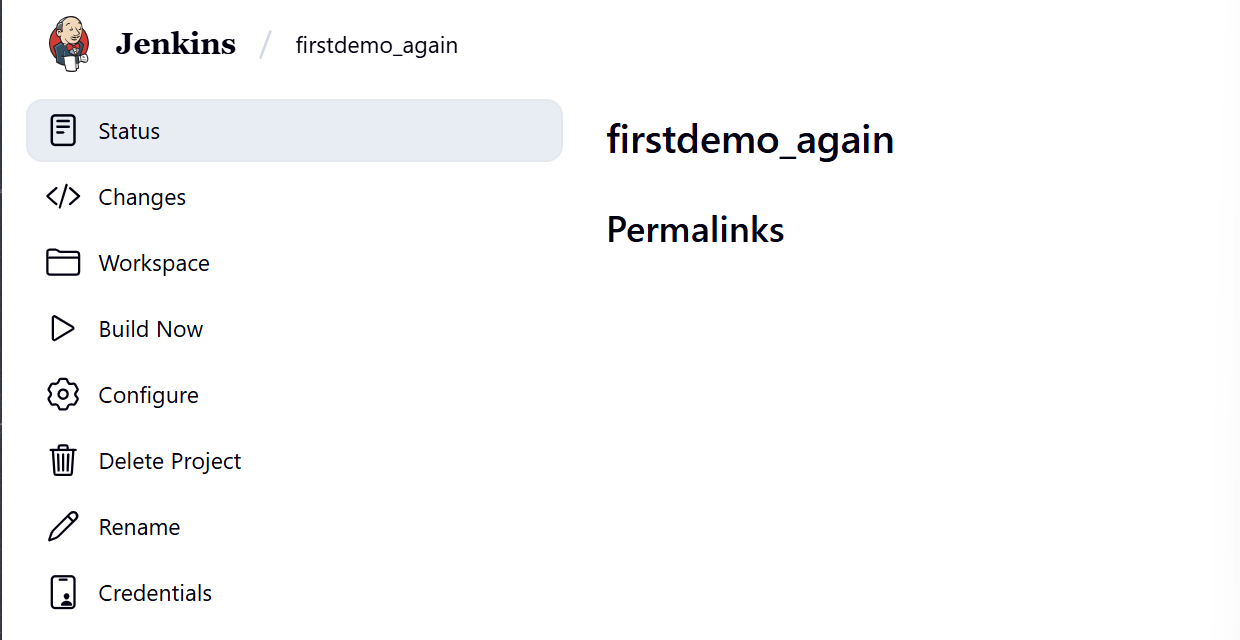 Jenkins / firstdemo_again
Status
Changes
Workspace
Build Now
Configure
Delete Project
Rename
Credentials
firstdemo_again
Permalinks